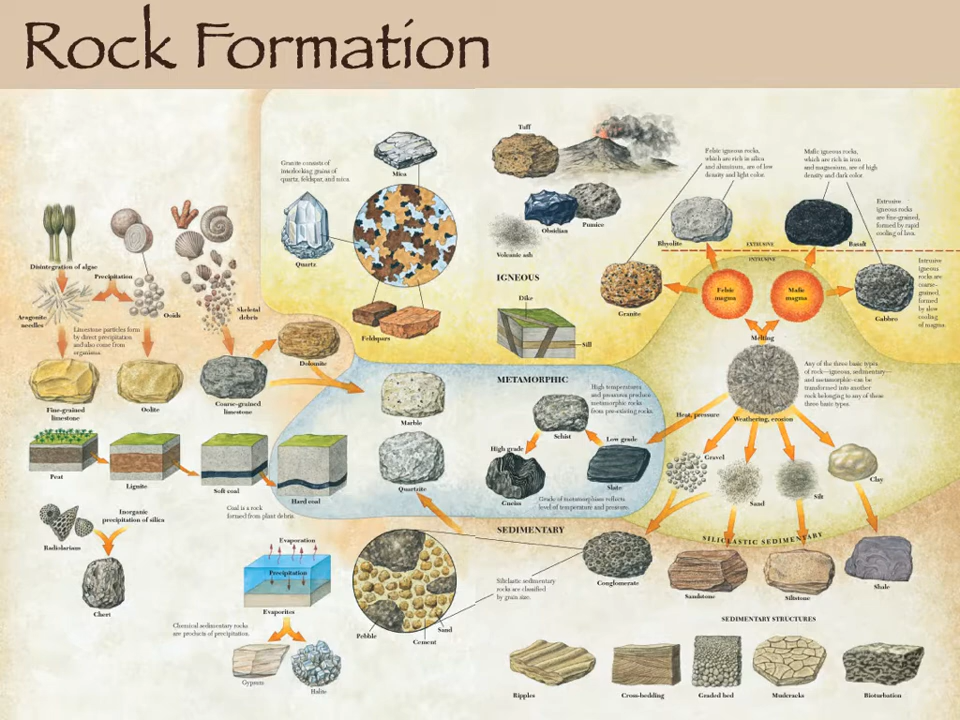 Rock Formation
Tuff
Granite consists of
interlocking grains of
quartz, feldspar, and mica.
Mica
Felsic igneous rocks,
which are rich in silica
and aluminum, are of low
density and light color.
Mafic igneous rocks,
which are rich in iron
and magnesium, are of high
density and dark color.
Extrusive
igneous rocks
are fine-grained,
formed by rapid
cooling of lava.
Obsidian
Pumice
Volcanic ash
Quartz
Rhyolite
EXTRUSIVE
Basalt
INTRUSIVE
Intrusive
igneous
rocks are
coarse-
grained,
formed
by slow
cooling
of magma.
Disintegration of algae
Precipitation
IGNEOUS
Felsic
magma
Mafic
magma
Dike
Granite
Gabbro
Aragonite
needles
Ooids
Skeletal
debris
Limestone particles form
by direct precipitation
and also come from
organisms.
Feldspars
Sill
Melting
Dolomite
Any of the three basic types
of rock—igneous, sedimentary—
and metamorphic—can be
transformed into another
rock belonging to any of these
three basic types.
METAMORPHIC
High temperatures
and pressures produce
metamorphic rocks
from pre-existing rocks.
Fine-grained
limestone
Oolite
Coarse-grained
limestone
Marble
Heat, pressure
Weathering, erosion
Schist
Low grade
High grade
Gravel
Peat
Lignite
Soft coal
Hard coal
Quartzite
Gneiss
Slate
Clay
Sand
Silt
Grade of metamorphism reflects
level of temperature and pressure.
Coal is a rock
formed from plant debris.
Inorganic
precipitation of silica
Radiolarians
SEDIMENTARY
SILICLASTIC SEDIMENTARY
Evaporation
Precipitation
Siliclastic sedimentary
rocks are classified
by grain size.
Conglomerate
Sandstone
Siltstone
Shale
Chert
Evaporites
Chemical sedimentary rocks
are products of precipitation.
Pebble
Cement
Sand
SEDIMENTARY STRUCTURES
Gypsum
Halite
Ripples
Cross-bedding
Graded bed
Mudcracks
Bioturbation